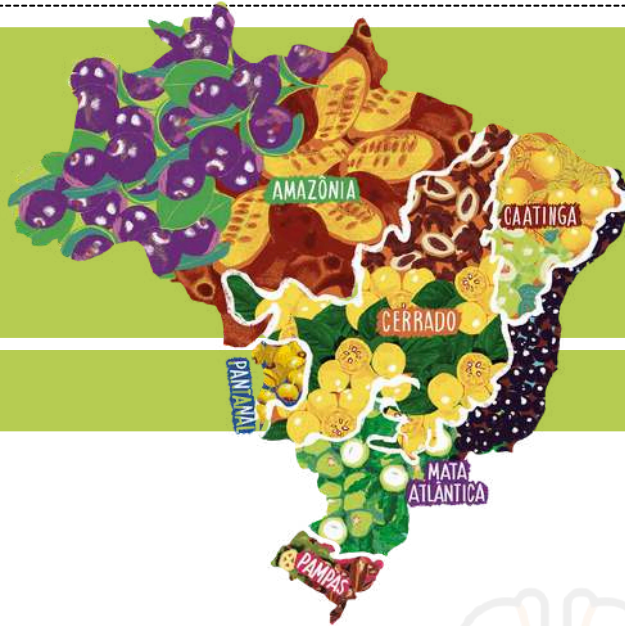 AMAZÔNIA
CAATINGA
CERRADO
PANTANAL
MATA
ATLÂNTICA
PAMPAS